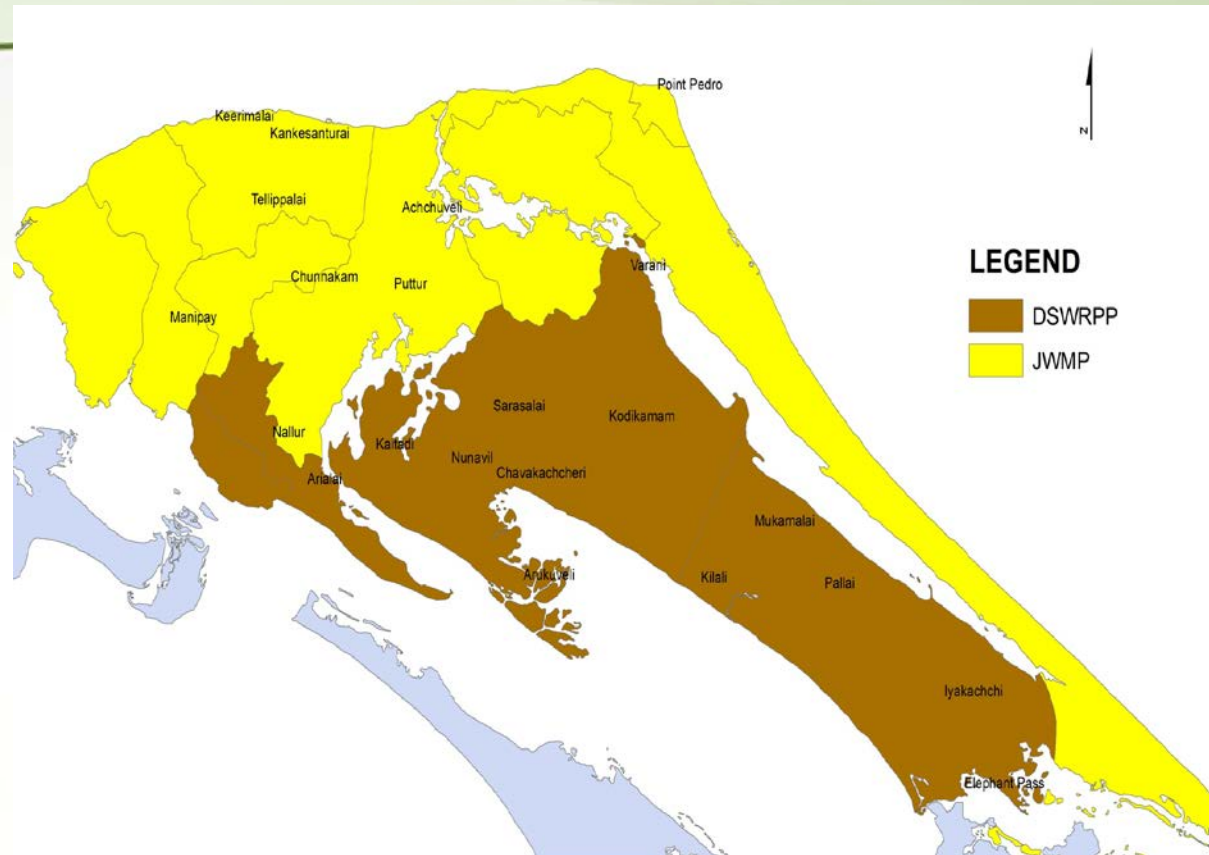 Point Pedro
Keerimalai
Kankesanturai
Tellippalai
Achchuveli
Varani
Chunnakam
Puttur
Manipay
LEGEND
DSWRPP
JWMP
Sarasalai
Kodikamam
Nallur
Kaitadi
Nunavil
Chavakachcheri
Arialai
Mukamalai
Arukuveli
Kilali
Pallai
Iyakachchi
Elephant Pass
N